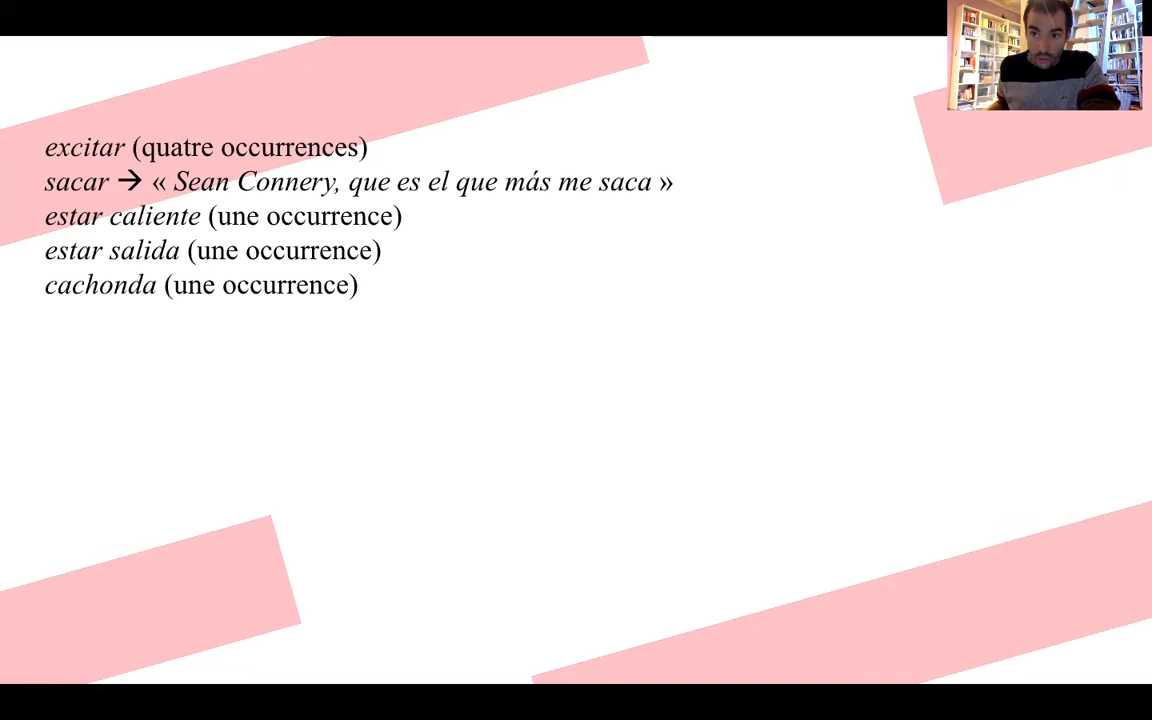 excitar (quatre occurrences)
sacar → « Sean Connery, que es el que más me saca »
estar caliente (une occurrence)
estar salida (une occurrence)
cachonda (une occurrence)